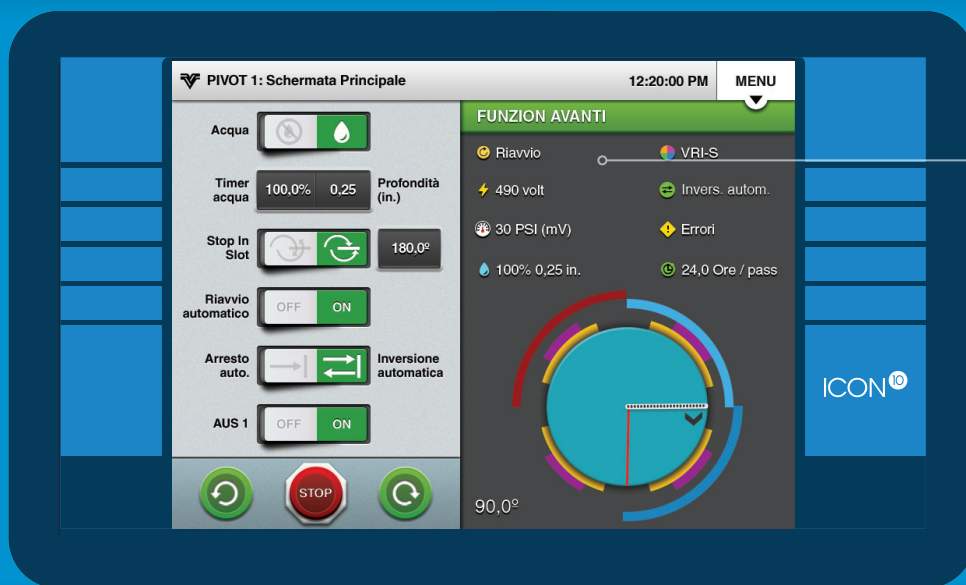 PIVOT 1: Schermata Principale
12:20:00 PM
MENU
Acqua
Timer
acqua
100,0%
0,25
Profondità
(in.)
Stop In
Slot
180,0º
Riavvio
automatico
OFF
ON
Arresto
auto.
Inversione
automatica
AUS 1
OFF
ON
STOP
FUNZION AVANTI
Riavvio
VRI-S
490 volt
Invers. autom.
30 PSI (mV)
Errori
100% 0,25 in.
24,0 Ore / pass
90,0º
ICON10